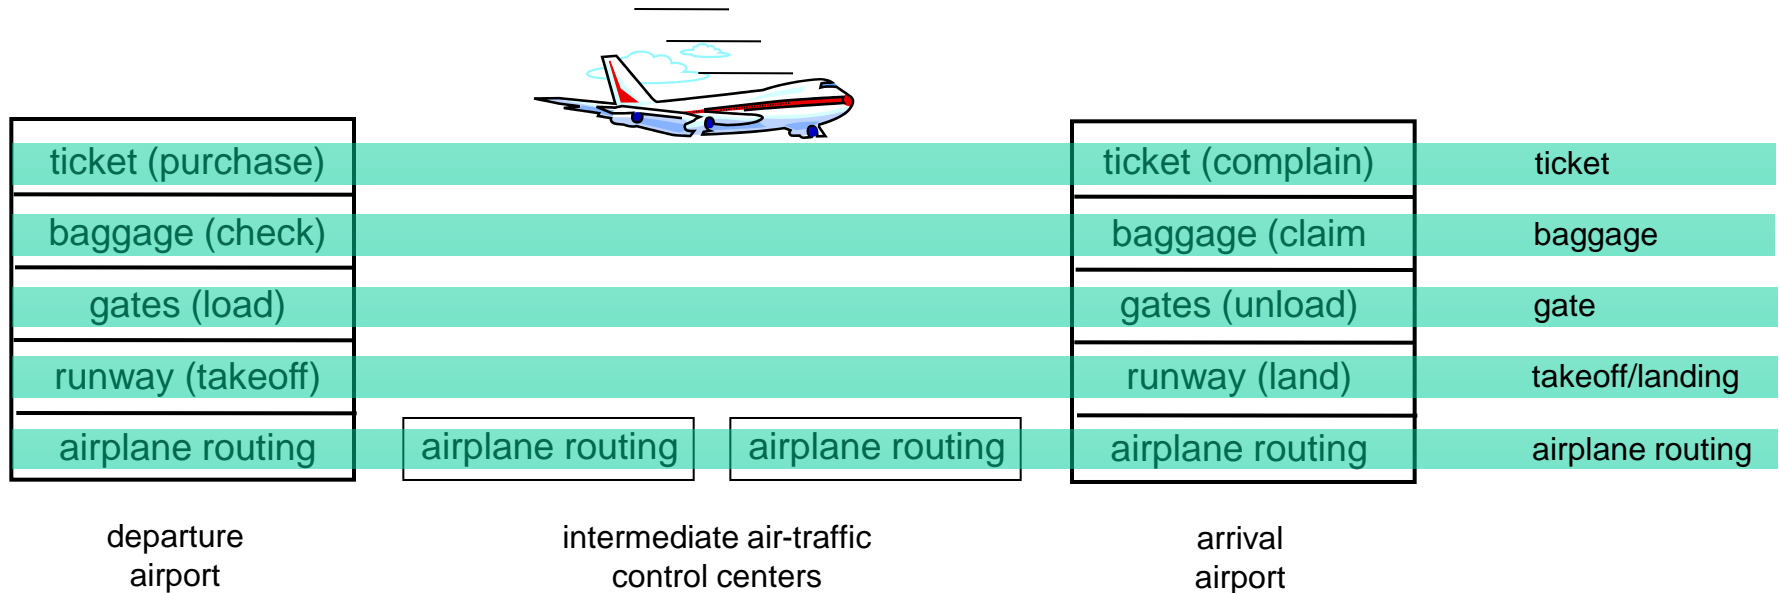 ticket (purchase) ticket (complain) ticket
baggage (check) baggage (claim baggage
gates (load) gates (unload) gate
runway (takeoff) runway (land) takeoff/landing
airplane routing airplane routing airplane routing airplane routing airplane routing
departure
airport
intermediate air-traffic
control centers
arrival
airport